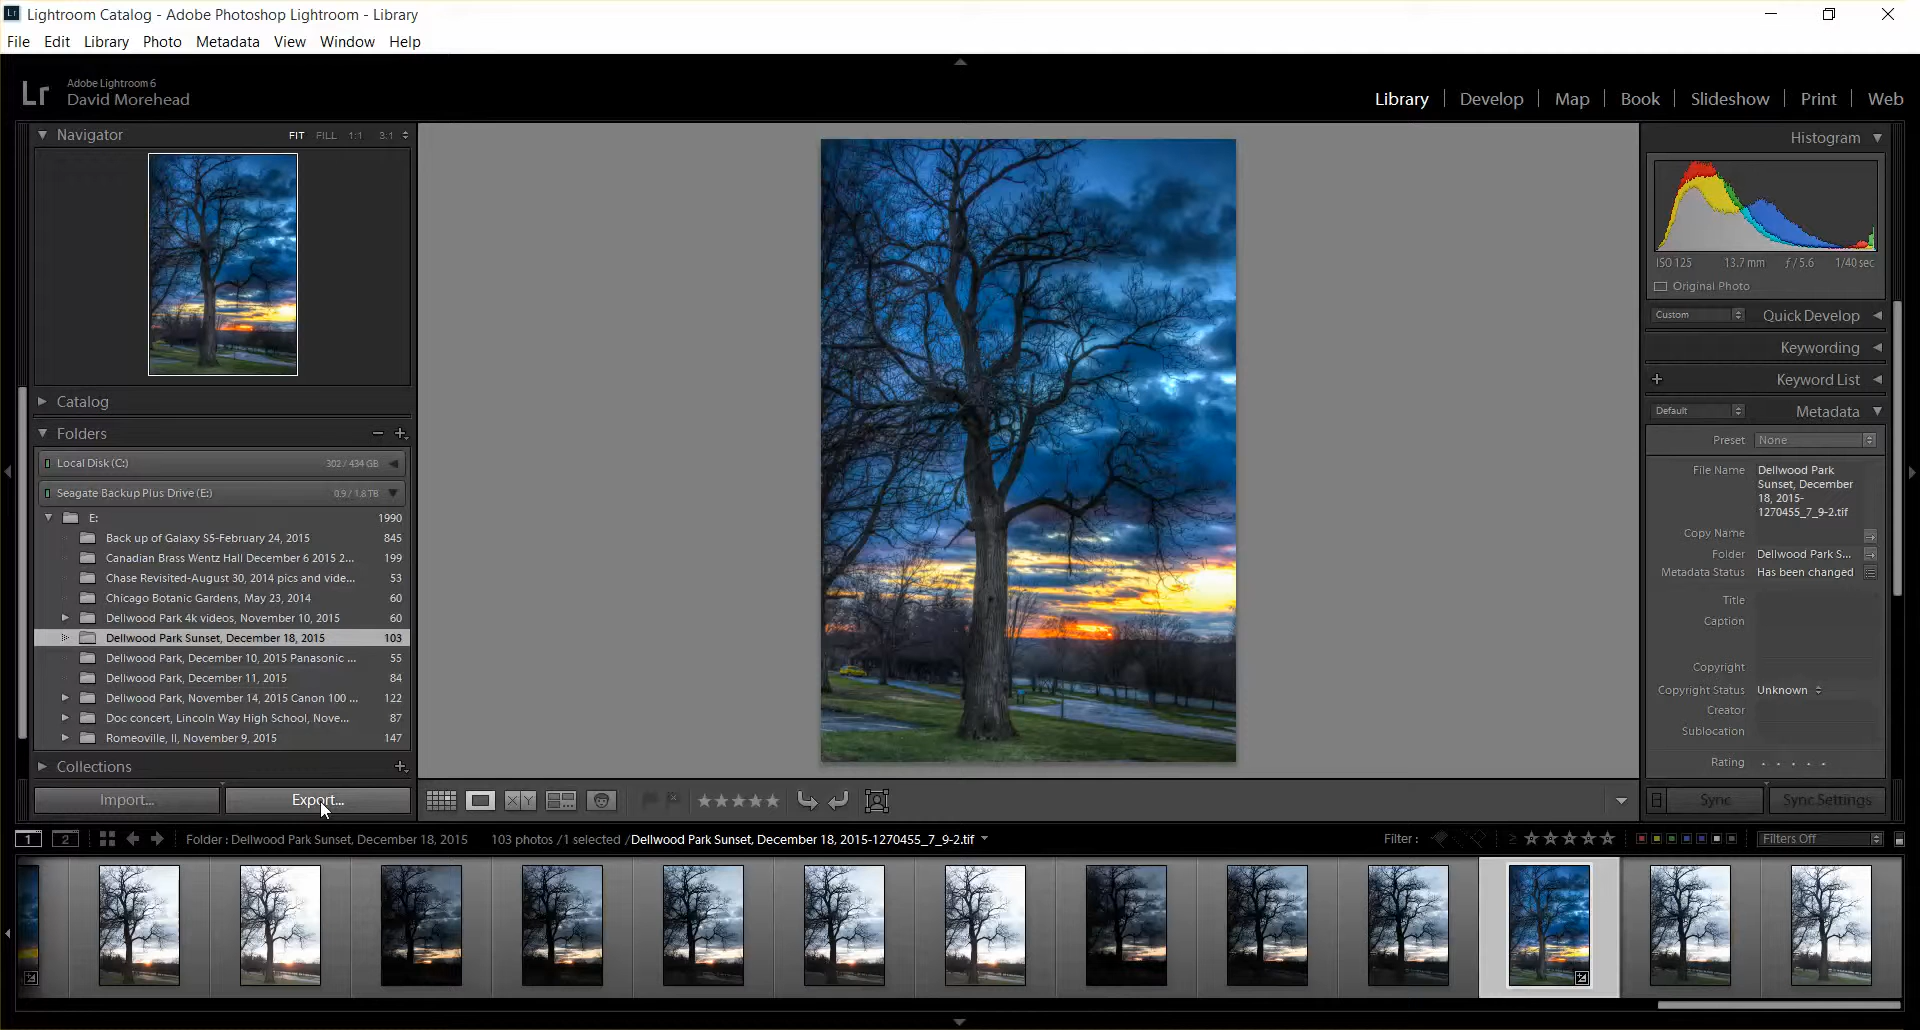 Lightroom Catalog - Adobe Photoshop Lightroom - Library
File Edit Library Photo Metadata View Window Help
Lr
Adobe Lightroom 6
David Morehead
Library Develop Map Book Slideshow Print Web
Navigator FIT FILL 1:1 3:1
Catalog
Folders
Local Disk (C:) 302 / 434 GB
Seagate Backup Plus Drive (E:) 0.9 / 1.8 TB
E: 1990
Back up of Galaxy S5-February 24, 2015 845
Canadian Brass Wentz Hall December 6 2015 2... 199
Chase Revisited-August 30, 2014 pics and vide... 53
Chicago Botanic Gardens, May 23, 2014 60
Dellwood Park 4k videos, November 10, 2015 60
Dellwood Park Sunset, December 18, 2015 103
Dellwood Park, December 10, 2015 Panasonic ... 55
Dellwood Park, December 11, 2015 84
Dellwood Park, November 14, 2015 Canon 100 ... 122
Doc concert, Lincoln Way High School, Nove... 87
Romeoville, Il, November 9, 2015 147
Collections
Import... Export...
Histogram
ISO 125 13.7 mm f / 5.6 1/40 sec
Original Photo
Custom Quick Develop
Keywording
Keyword List
Default Metadata
Preset None
File Name Dellwood Park
Sunset, December
18, 2015-
1270455_7_9-2.tif
Copy Name
Folder Dellwood Park S...
Metadata Status Has been changed
Title
Caption
Copyright
Copyright Status Unknown
Creator
Sublocation
Rating
Sync Sync Settings
X Y
1 2 Folder : Dellwood Park Sunset, December 18, 2015 103 photos / 1 selected / Dellwood Park Sunset, December 18, 2015-1270455_7_9-2.tif Filter : Filters Off